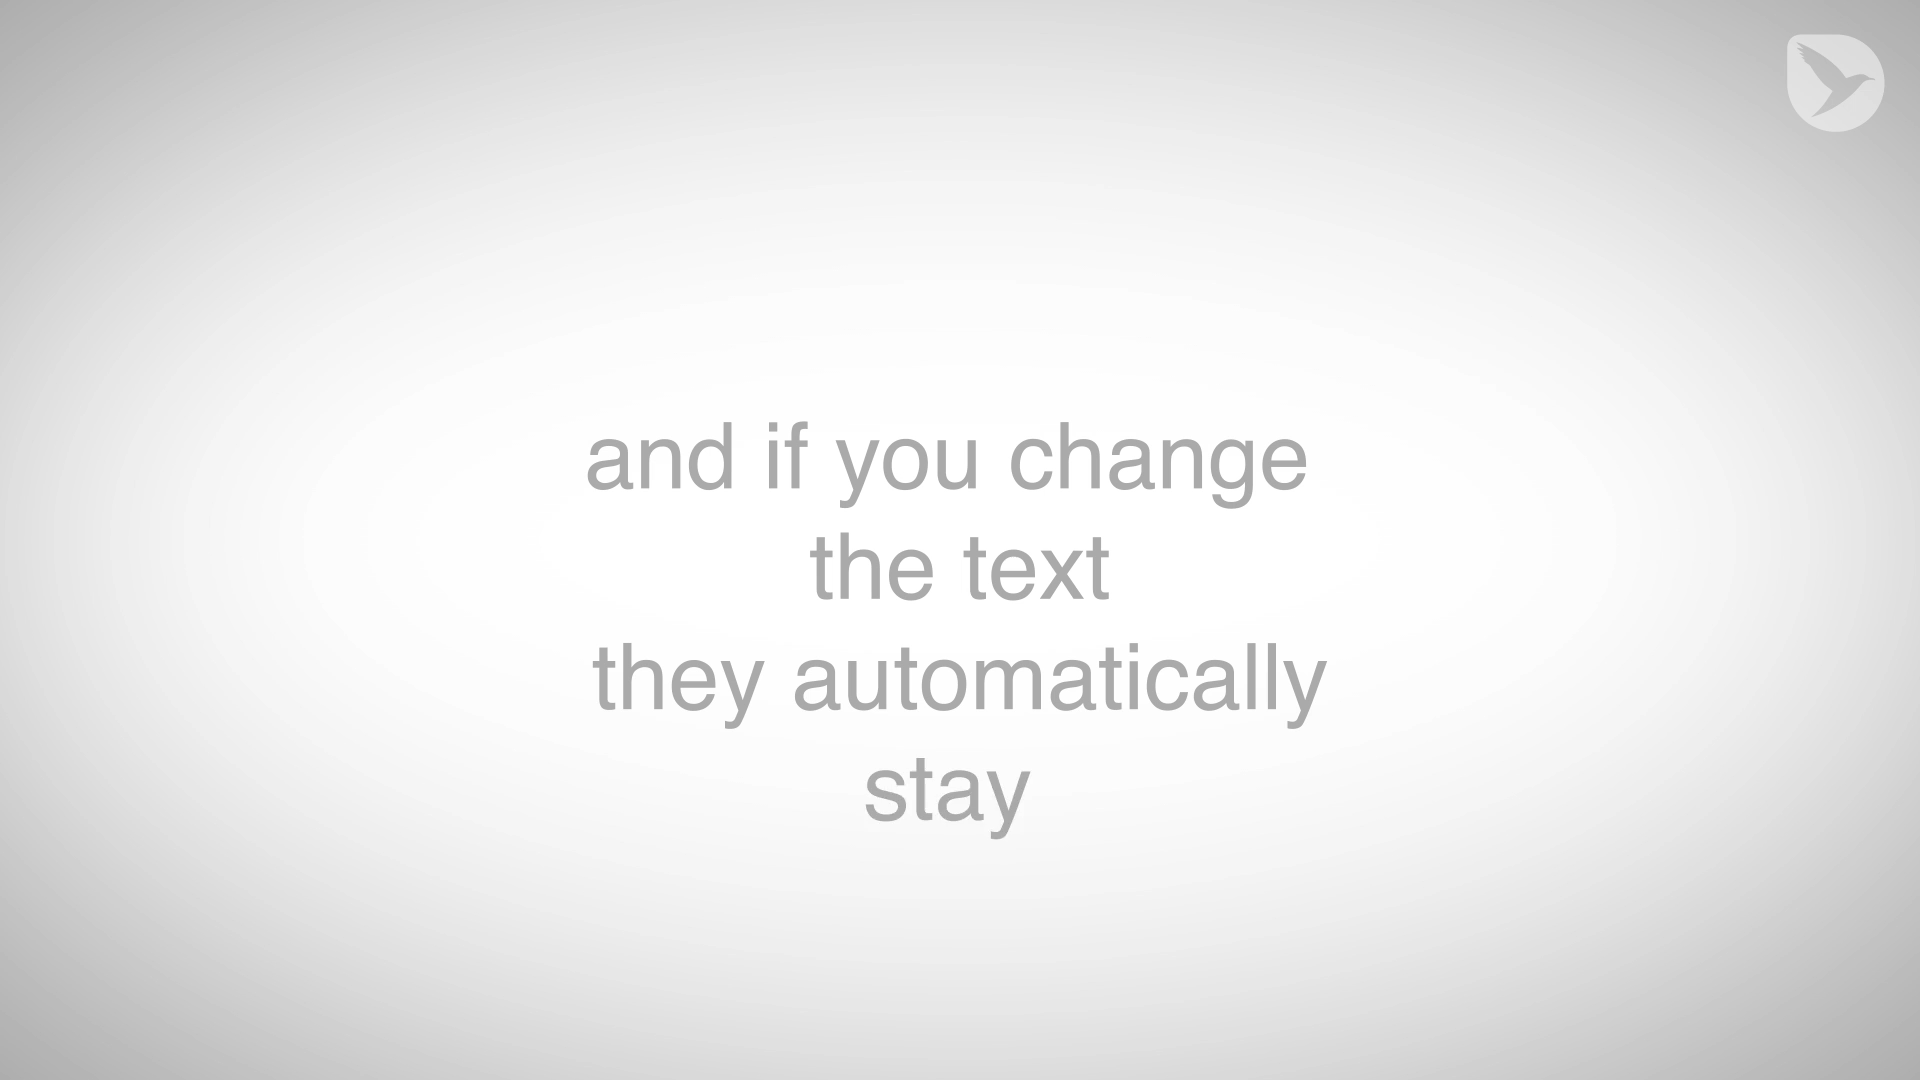 and if you change
the text
they automatically
stay